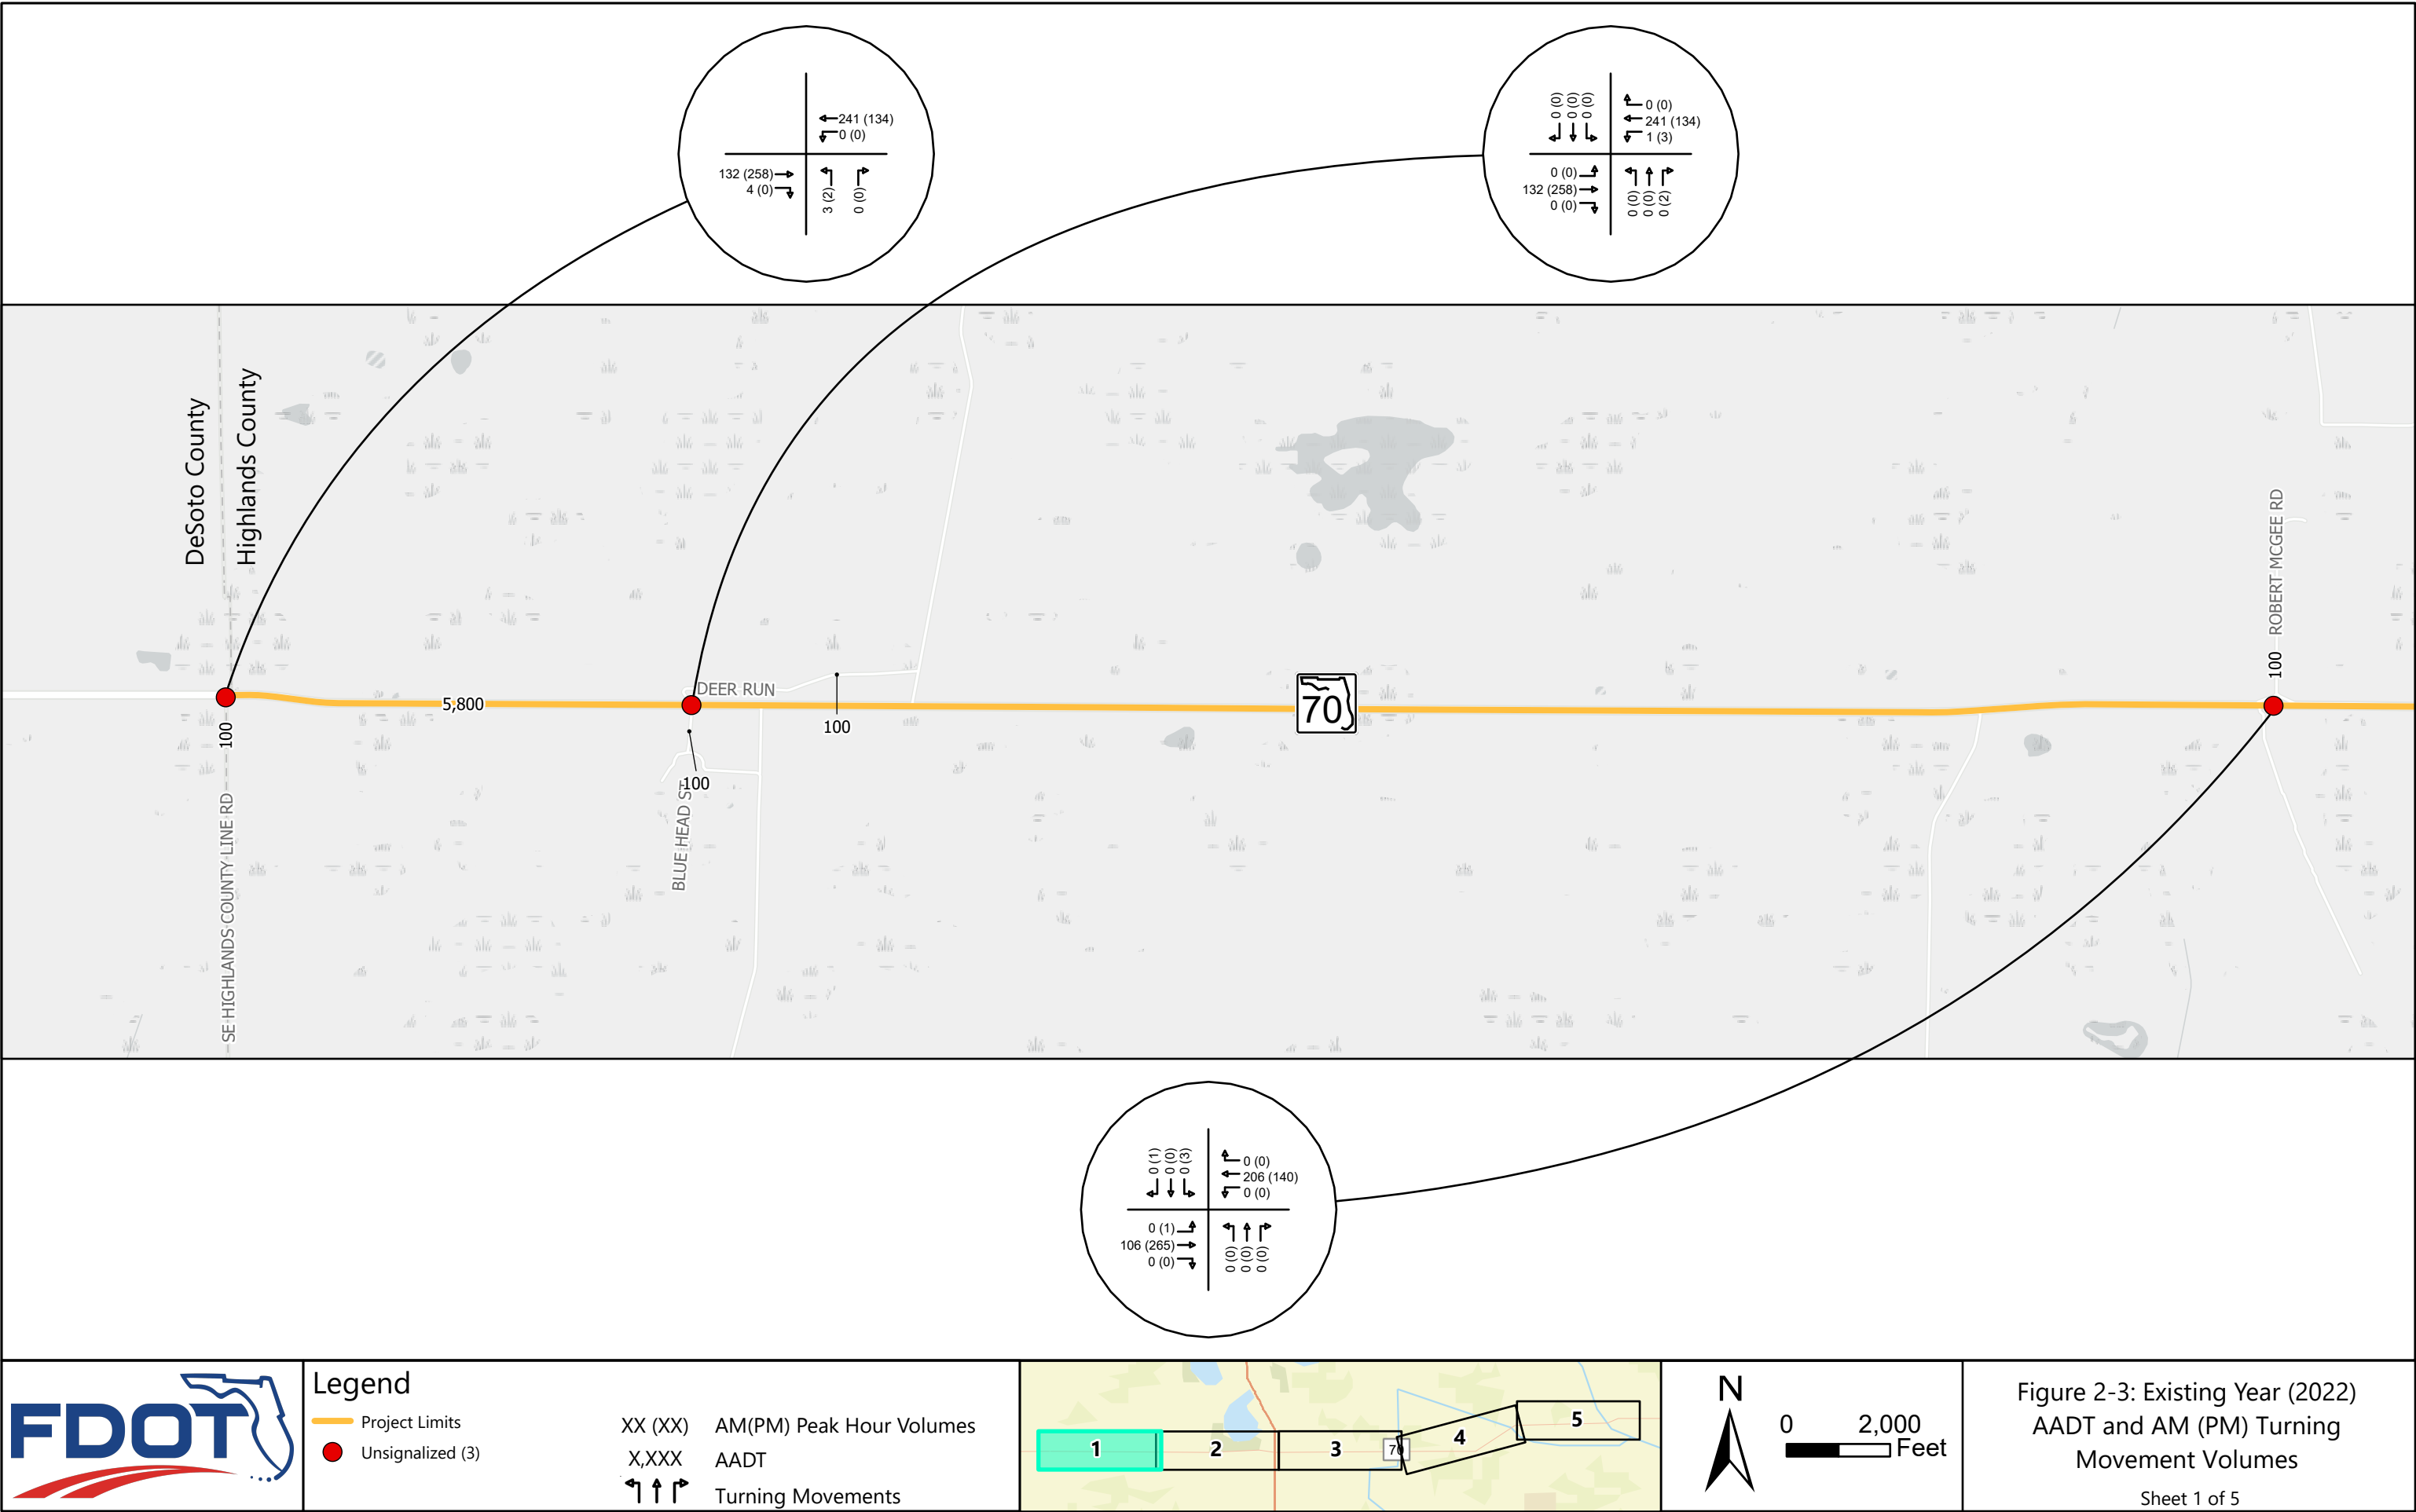 241 (134)
0 (0)
132 (258)
4 (0)
3 (2)
0 (0)
0 (0)
0 (0)
0 (0)
0 (0)
241 (134)
1 (3)
0 (0)
132 (258)
0 (0)
0 (0)
0 (0)
0 (2)
DeSoto County
Highlands County
ROBERT MCGEE RD
100
DEER RUN
5,800
70
100
100
100
BLUE HEAD ST
SE HIGHLANDS COUNTY LINE RD
0 (1)
0 (0)
0 (3)
0 (0)
206 (140)
0 (0)
0 (1)
106 (265)
0 (0)
0 (0)
0 (0)
0 (0)
FDOT
Legend
Project Limits
Unsignalized (3)
XX (XX) AM(PM) Peak Hour Volumes
X,XXX AADT
Turning Movements
1
2
3
70
4
5
N
0 2,000
Feet
Figure 2-3: Existing Year (2022)
AADT and AM (PM) Turning
Movement Volumes
Sheet 1 of 5